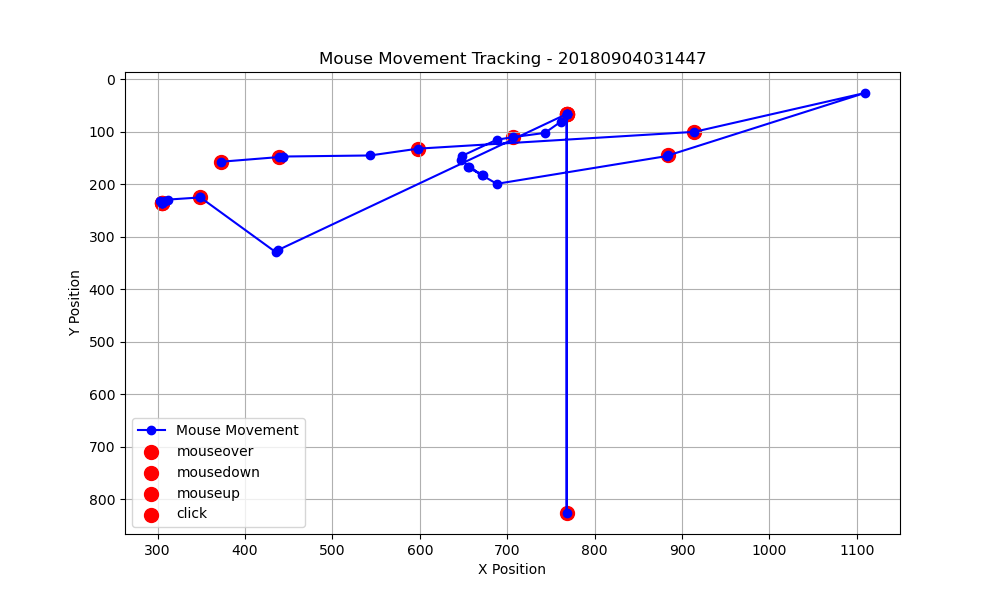 Mouse Movement Tracking - 20180904031447
Y Position
0
100
200
300
400
500
600
700
800
Mouse Movement
mouseover
mousedown
mouseup
click
300 400 500 600 700 800 900 1000 1100
X Position